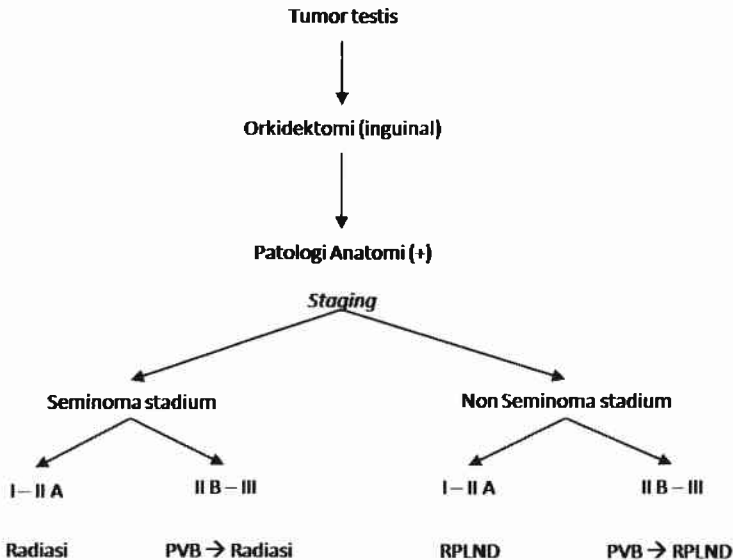 Tumor testis
Orkidektomi (inguinal)
Patologi Anatomi (+)
Staging
Seminoma stadium Non Seminoma stadium
I – II A II B – III I – II A II B – III
Radiasi PVB → Radiasi RPLND PVB → RPLND